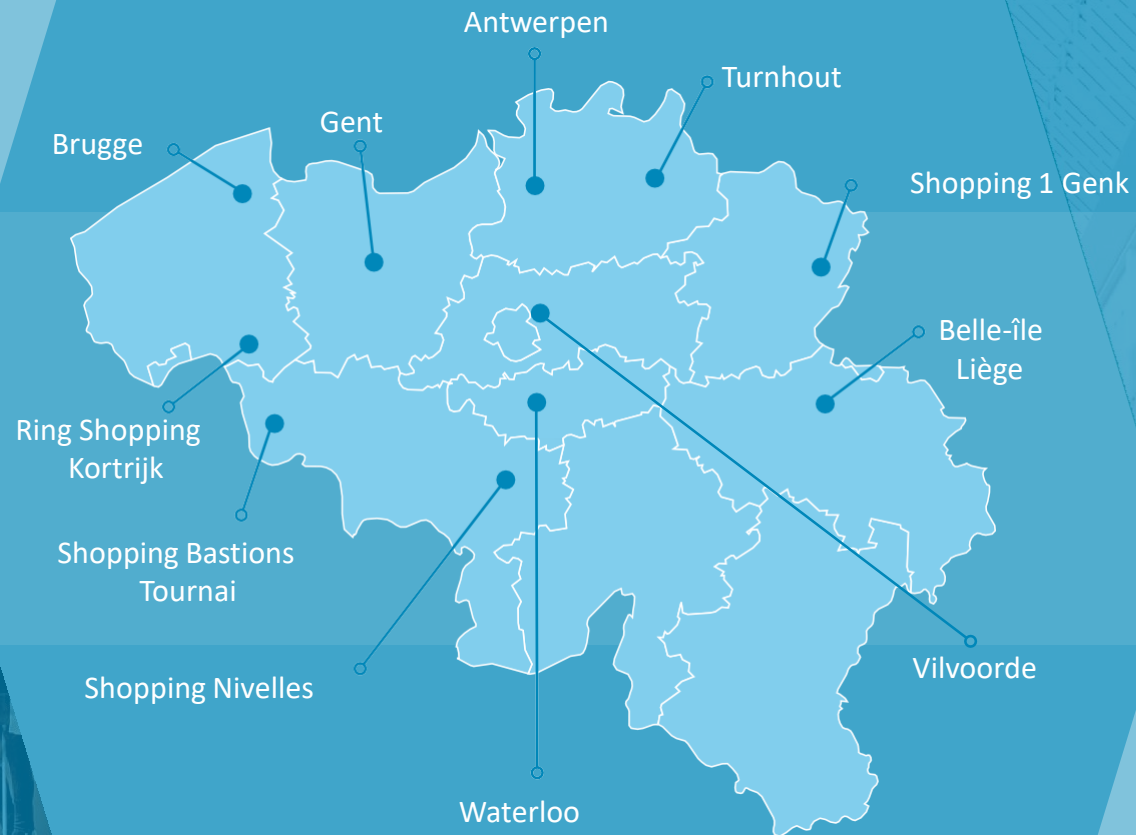 Antwerpen
Turnhout
Gent
Brugge
Shopping 1 Genk
Belle-île
Liège
Ring Shopping
Kortrijk
Shopping Bastions
Tournai
Vilvoorde
Shopping Nivelles
Waterloo